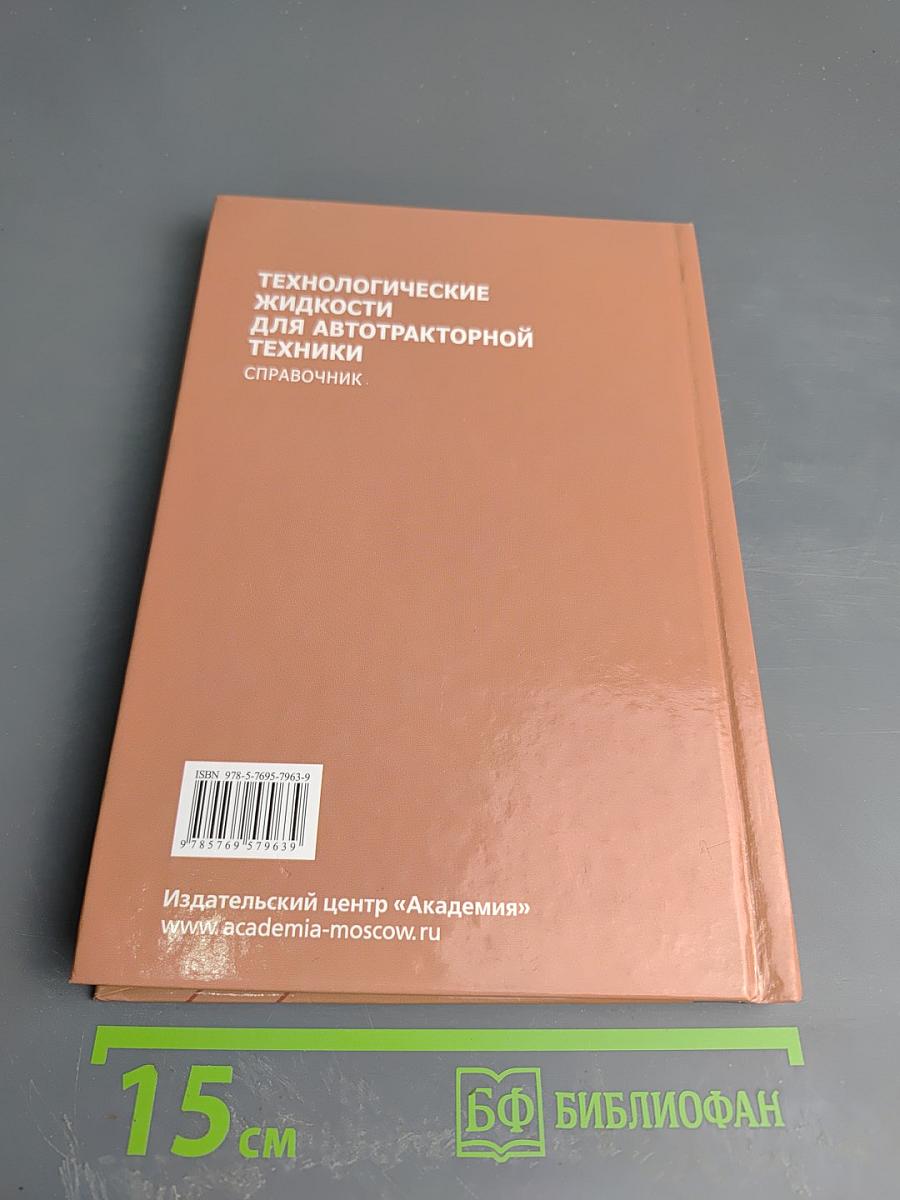 ТЕХНОЛОГИЧЕСКИЕ
ЖИДКОСТИ
ДЛЯ АВТОТРАКТОРНОЙ
ТЕХНИКИ
СПРАВОЧНИК
ISBN 978-5-7695-7963-9
9 785769 579639
Издательский центр «Академия»
www.academia-moscow.ru
15 см
БФ БИБЛИОФАН